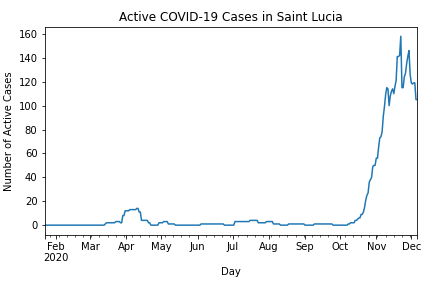 Active COVID-19 Cases in Saint Lucia
160
140
120
100
80
60
40
20
0
Number of Active Cases
Feb Mar Apr May Jun Jul Aug Sep Oct Nov Dec
2020
Day